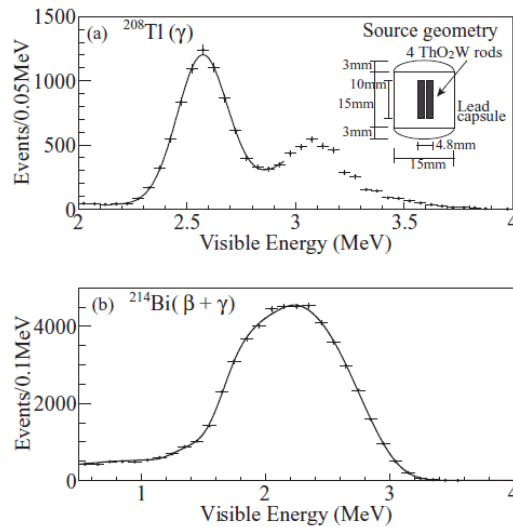 (a) ²⁰⁸Tl (γ)
Source geometry
4 ThO₂W rods
3mm
10mm
15mm
3mm
Lead
capsule
4.8mm
15mm
Events/0.05MeV
1500
1000
500
0
2 2.5 3 3.5 4
Visible Energy (MeV)
(b) ²¹⁴Bi( β + γ)
Events/0.1MeV
4000
2000
0
1 2 3 4
Visible Energy (MeV)